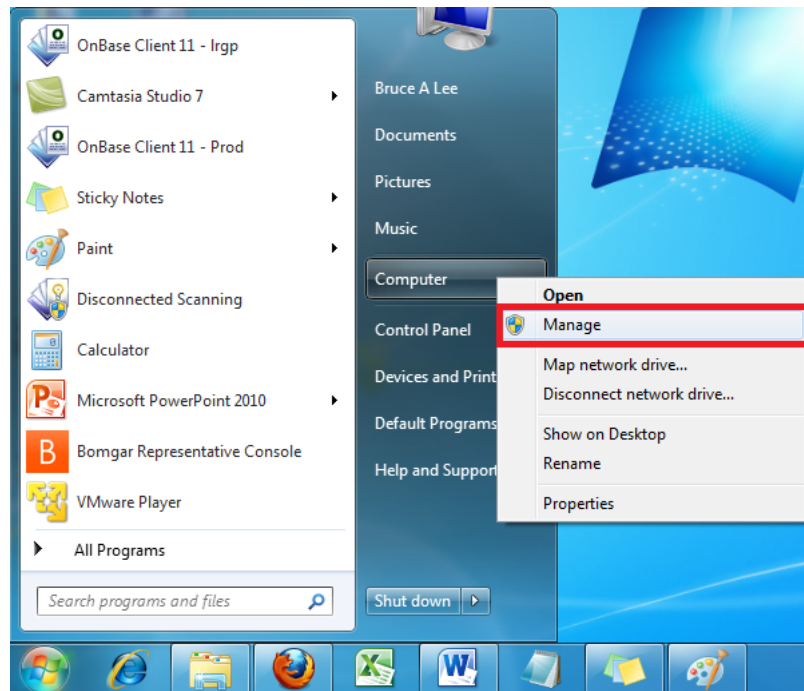 OnBase Client 11 - Irgp
Camtasia Studio 7
OnBase Client 11 - Prod
Sticky Notes
Paint
Disconnected Scanning
Calculator
Microsoft PowerPoint 2010
Bomgar Representative Console
VMware Player
All Programs
Search programs and files
Bruce A Lee
Documents
Pictures
Music
Computer
Control Panel
Devices and Print
Default Programs
Help and Support
Shut down
Open
Manage
Map network drive...
Disconnect network drive...
Show on Desktop
Rename
Properties